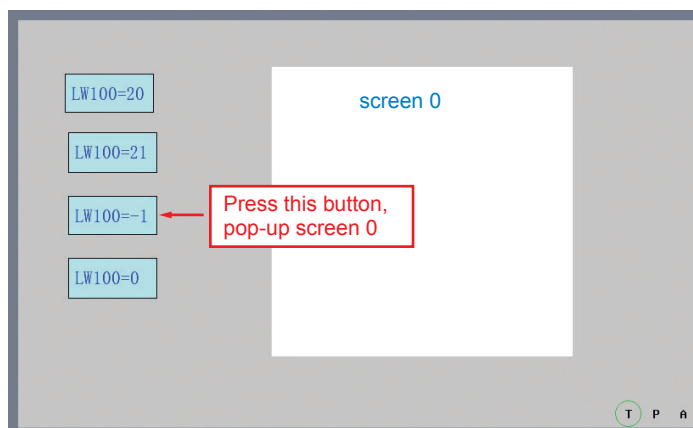 LW100=20
screen 0
LW100=21
LW100=-1
Press this button,
pop-up screen 0
LW100=0
T P A